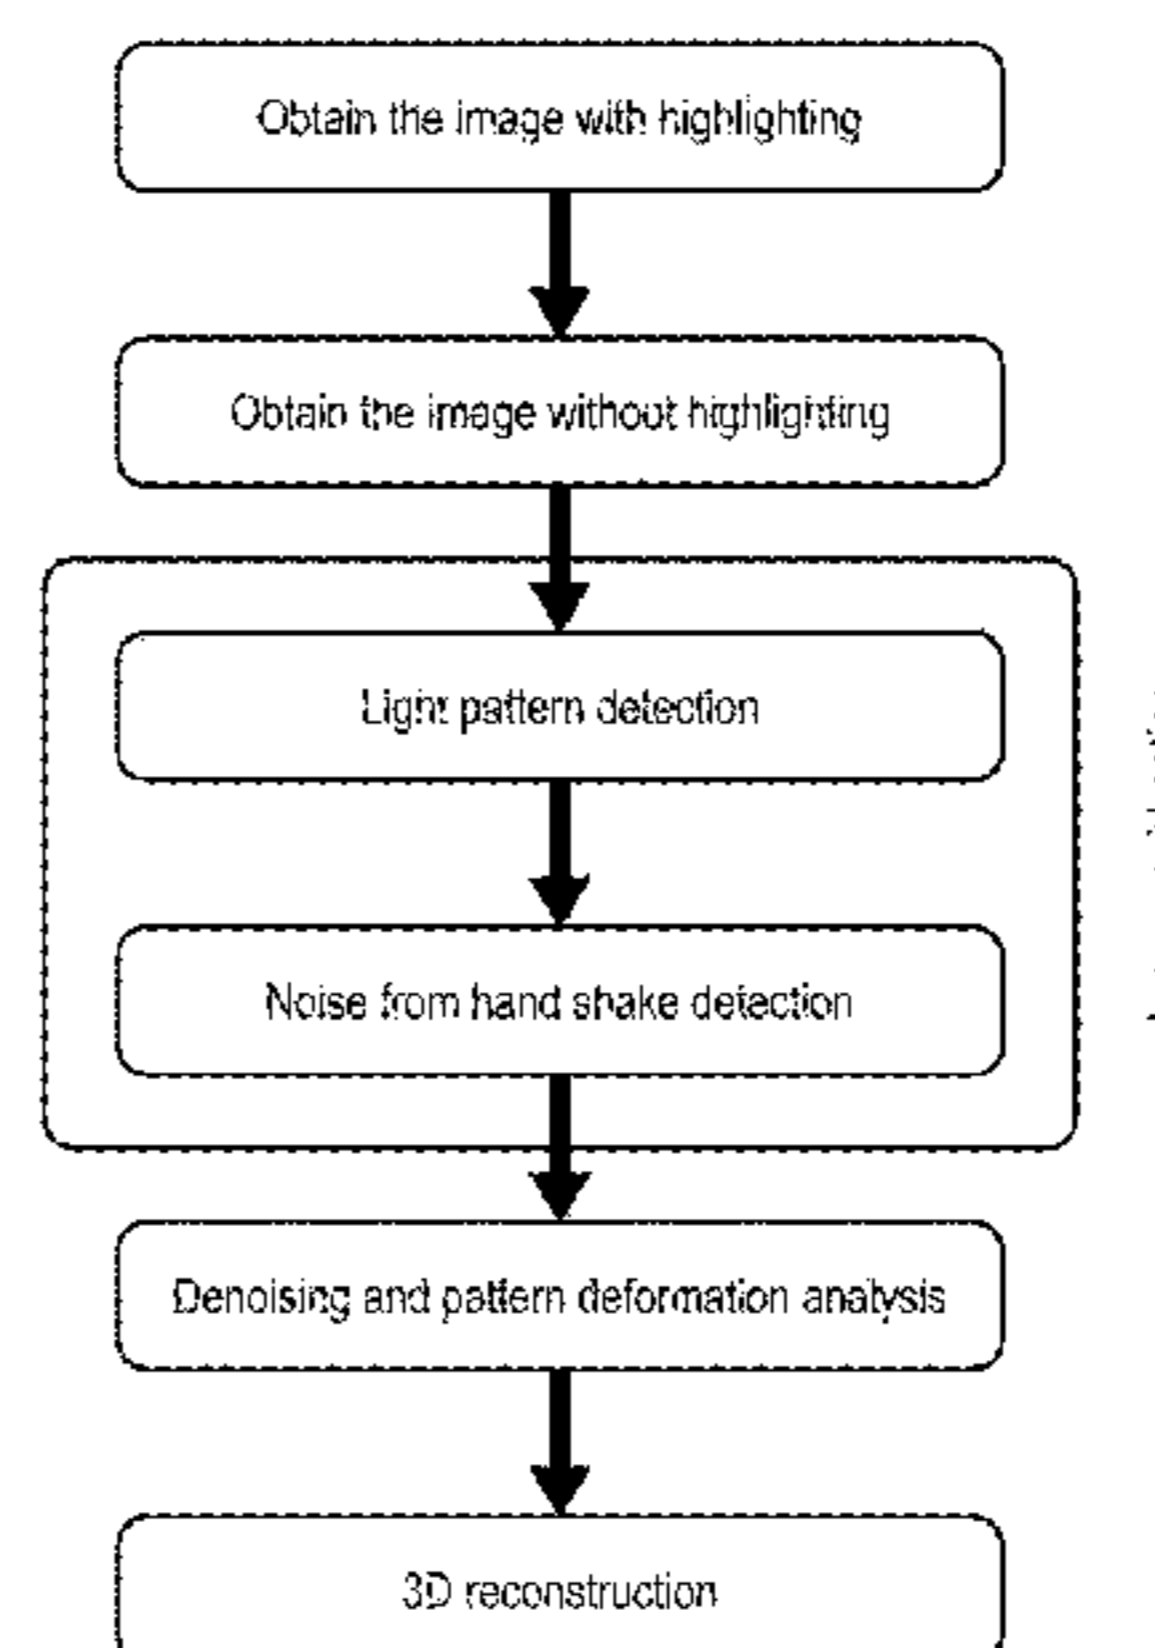 Obtain the image with highlighting
Obtain the image without highlighting
Light pattern detection
Noise from hand shake detection
Denoising and pattern deformation analysis
3D reconstruction